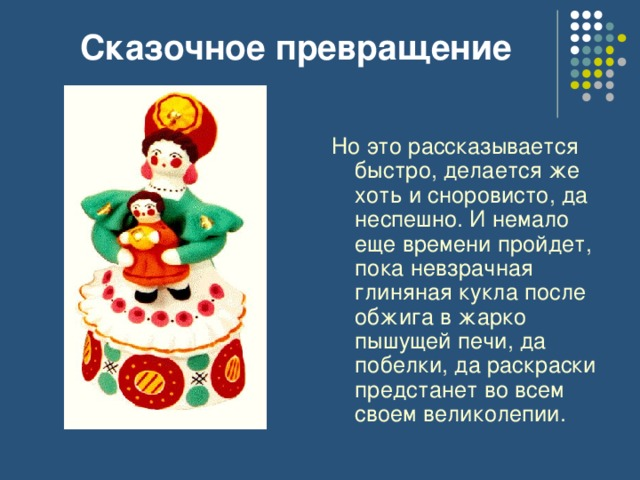 Сказочное превращение
Но это рассказывается
быстро, делается же
хоть и сноровисто, да
неспешно. И немало
еще времени пройдет,
пока невзрачная
глиняная кукла после
обжига в жарко
пышущей печи, да
побелки, да раскраски
предстанет во всем
своем великолепии.